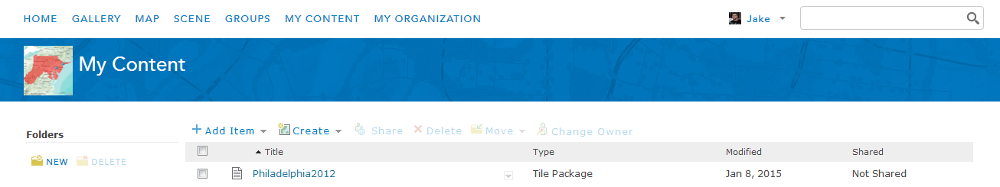 HOME GALLERY MAP SCENE GROUPS MY CONTENT MY ORGANIZATION Jake
My Content
Add Item Create Share Delete Move Change Owner
Folders
Title Type Modified Shared
NEW DELETE
Philadelphia2012 Tile Package Jan 8, 2015 Not Shared